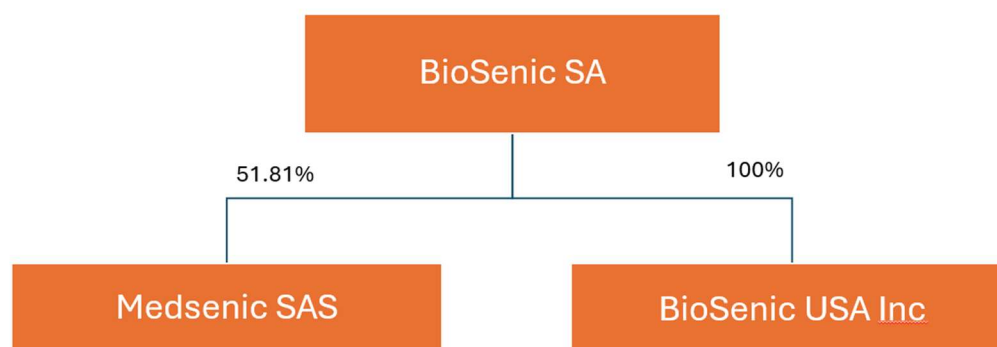 BioSenic SA
51.81%
100%
Medsenic SAS
BioSenic USA Inc